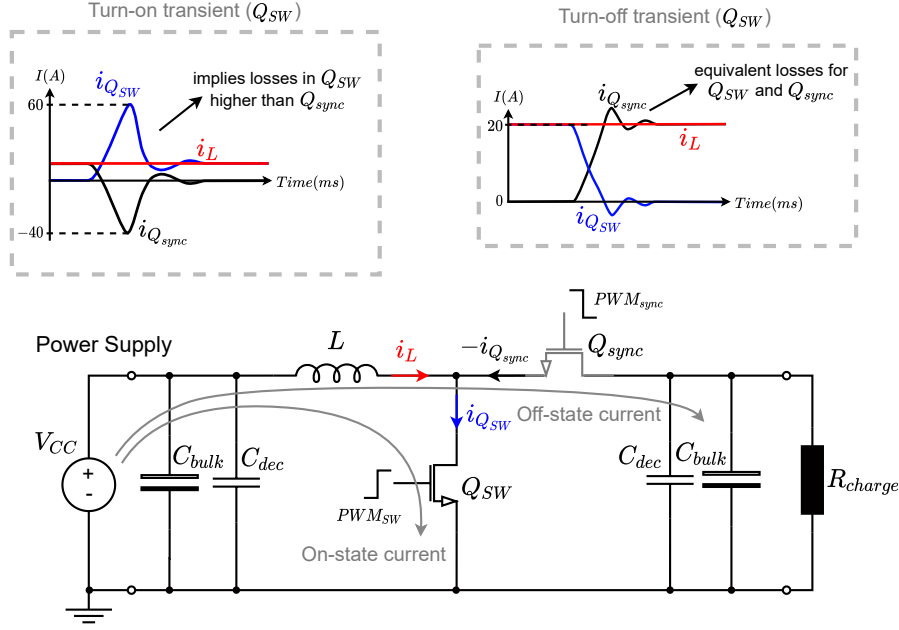 Turn-on transient (Q_SW)
I(A)
60
i_Q_SW
implies losses in Q_SW
higher than Q_sync
i_L
Time(ms)
−40
i_Q_sync
Turn-off transient (Q_SW)
I(A)
20
i_Q_sync
equivalent losses for
Q_SW and Q_sync
i_L
0
i_Q_SW
Time(ms)
Power Supply
L
i_L
−i_Q_sync
PWM_sync
Q_sync
Off-state current
i_Q_SW
V_CC
+
-
C_bulk
C_dec
PWM_SW
Q_SW
On-state current
C_dec
C_bulk
R_charge